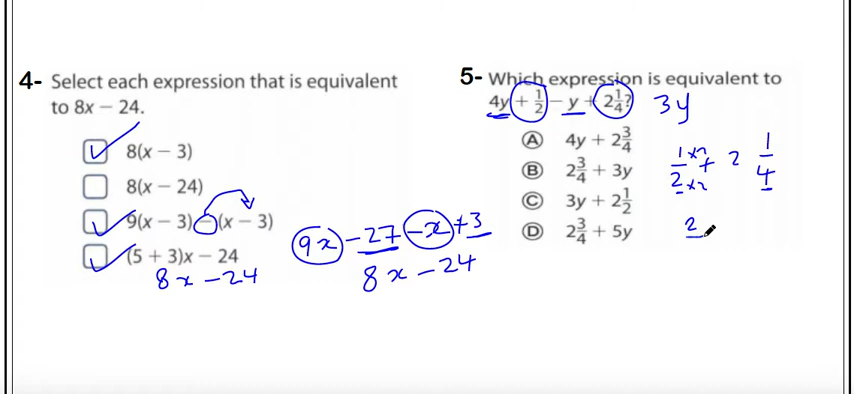 4- Select each expression that is equivalent
to 8x − 24.
8(x − 3)
8(x − 24)
9(x − 3) − (x − 3)
(5 + 3)x − 24
8x − 24
9x − 27 − x + 3
8x − 24
5- Which expression is equivalent to
4y + 1/2 − y + 2 1/4? 3y
Ⓐ 4y + 2 3/4
Ⓑ 2 3/4 + 3y
Ⓒ 3y + 2 1/2
Ⓓ 2 3/4 + 5y
1×2/2×2 + 2 1/4
2